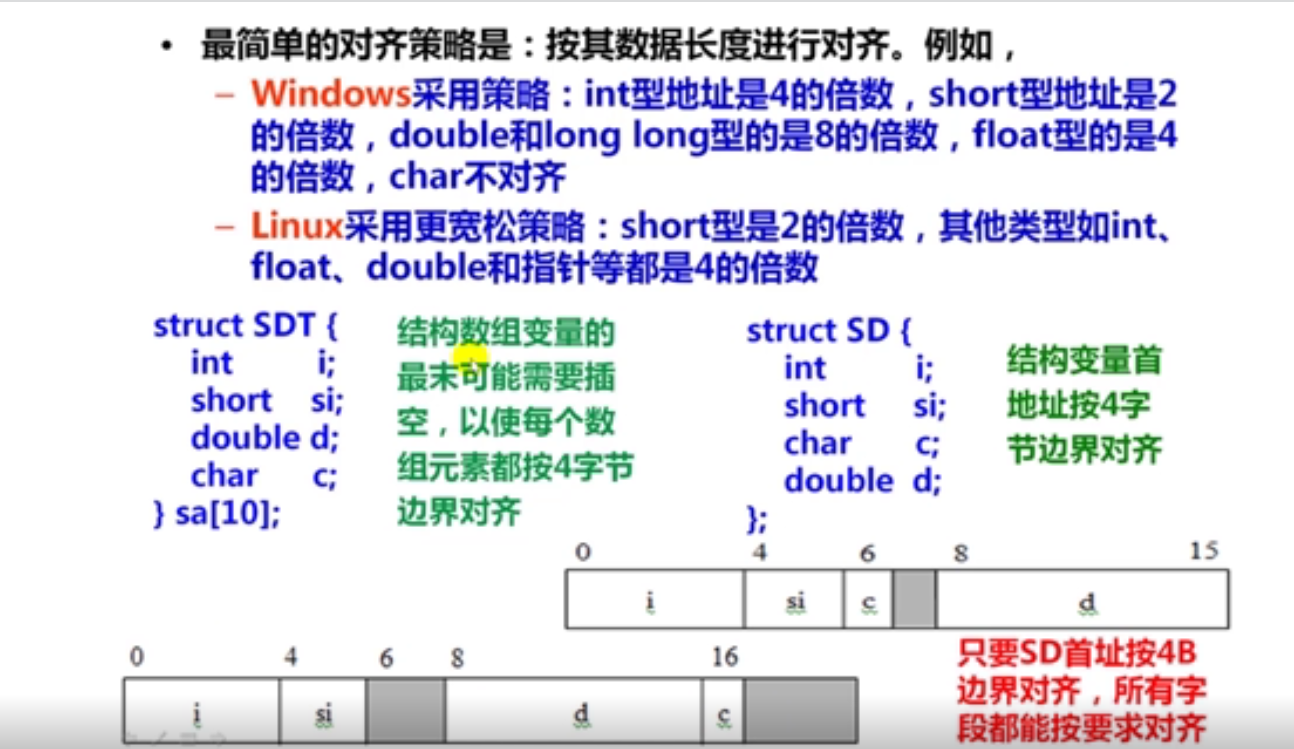 • 最简单的对齐策略是：按其数据长度进行对齐。例如，
– Windows采用策略：int型地址是4的倍数，short型地址是2
的倍数，double和long long型的是8的倍数，float型的是4
的倍数，char不对齐
– Linux采用更宽松策略：short型是2的倍数，其他类型如int、
float、double和指针等都是4的倍数
struct SDT {
int i;
short si;
double d;
char c;
} sa[10];
结构数组变量的
最末可能需要插
空，以使每个数
组元素都按4字节
边界对齐
struct SD {
int i;
short si;
char c;
double d;
};
结构变量首
地址按4字
节边界对齐
0 4 6 8 15
i si c d
0 4 6 8 16
i si d c
只要SD首址按4B
边界对齐，所有字
段都能按要求对齐